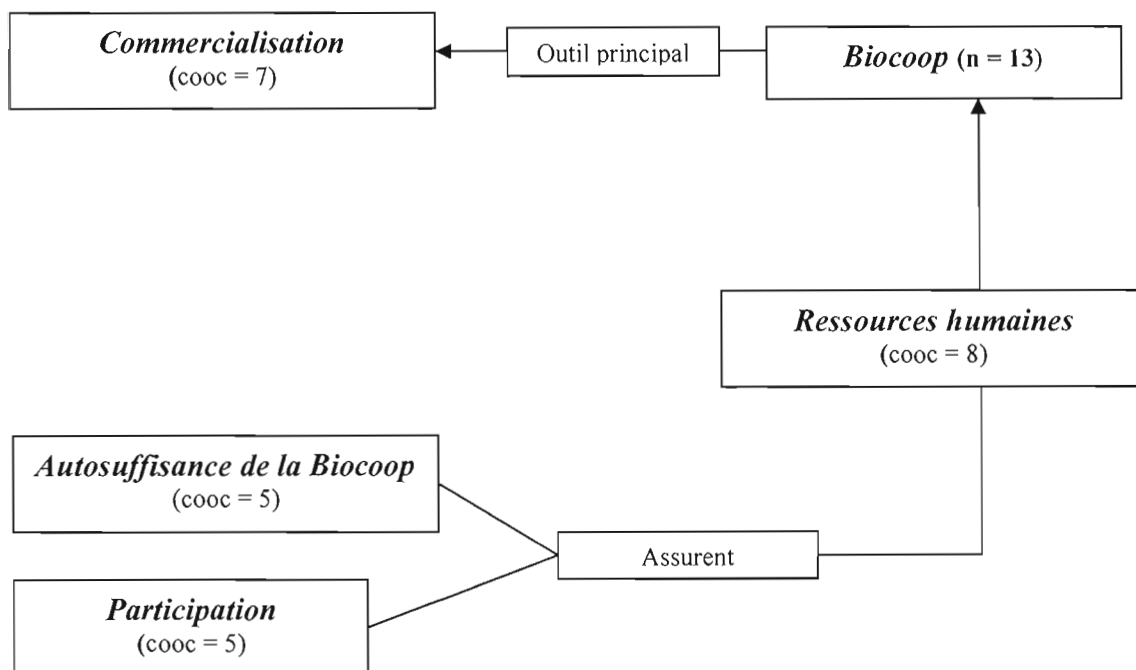 Commercialisation
(cooc = 7)
Outil principal
Biocoop (n = 13)
Ressources humaines
(cooc = 8)
Autosuffisance de la Biocoop
(cooc = 5)
Assurent
Participation
(cooc = 5)